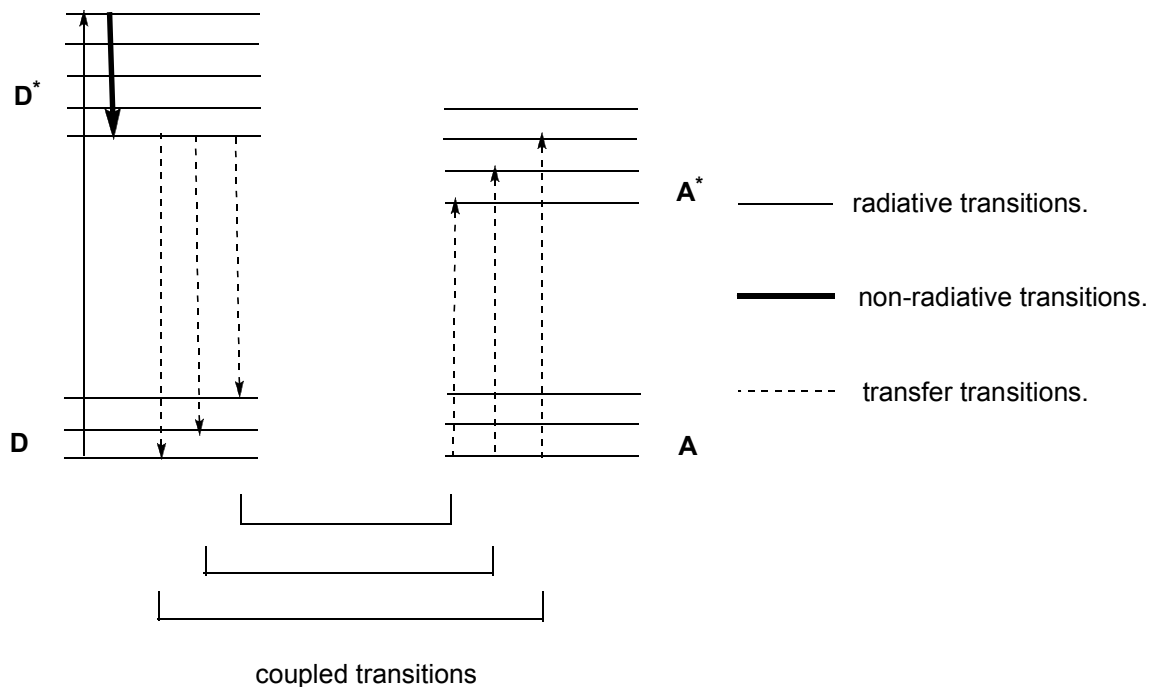 D*
A*
radiative transitions.
non-radiative transitions.
transfer transitions.
D
A
coupled transitions